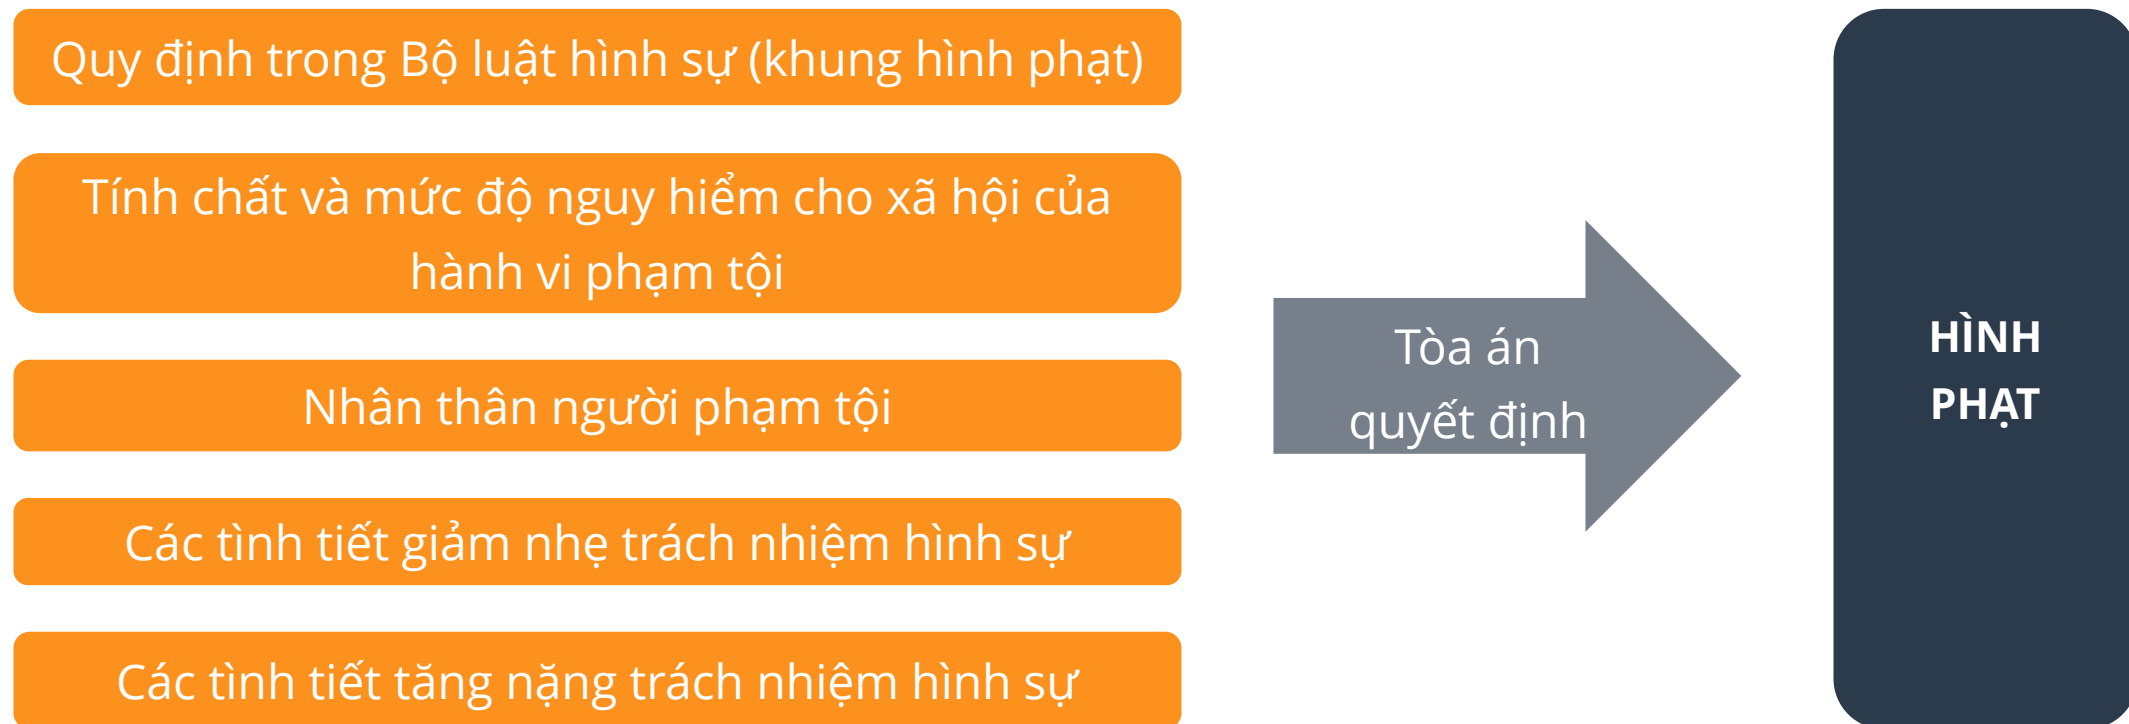 Quy định trong Bộ luật hình sự (khung hình phạt)
Tính chất và mức độ nguy hiểm cho xã hội của
hành vi phạm tội
Nhân thân người phạm tội
Các tình tiết giảm nhẹ trách nhiệm hình sự
Các tình tiết tăng nặng trách nhiệm hình sự
Tòa án
quyết định
HÌNH
PHẠT